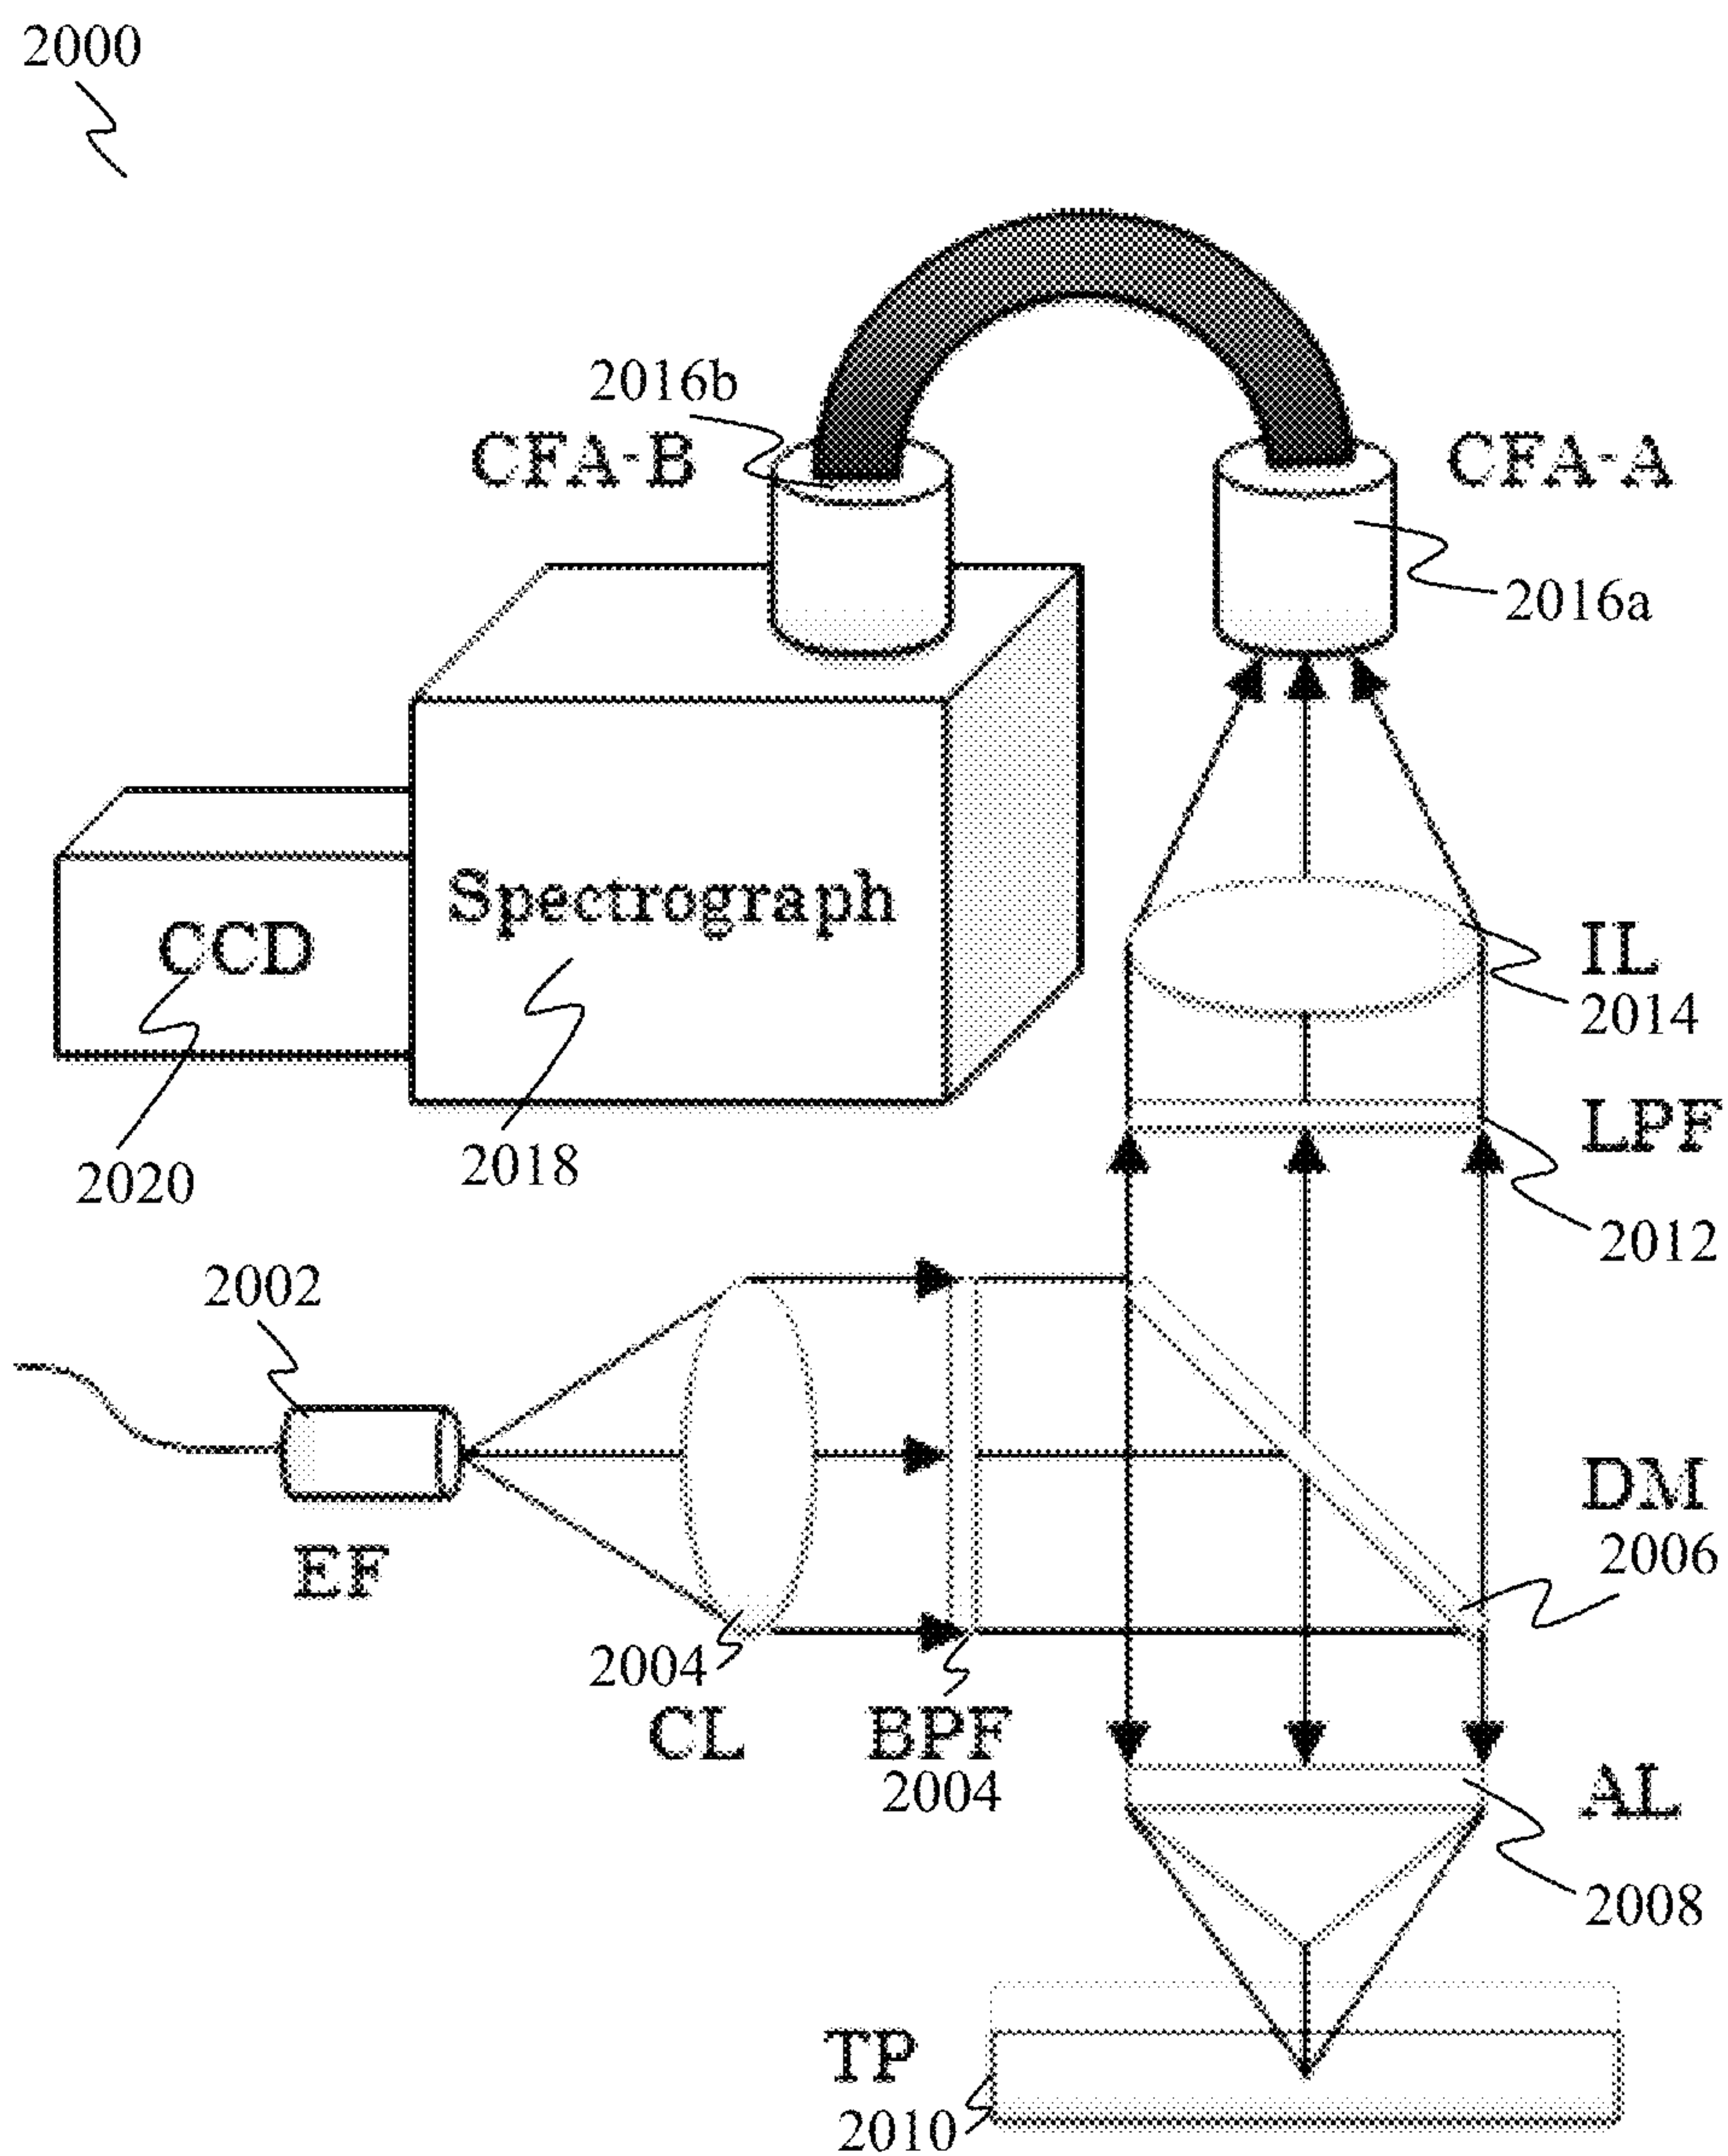 2000
2016b
CFA-B
CFA-A
2016a
Spectrograph
CCD
IL
2014
LPF
2018
2020
2012
2002
DM
2006
EF
2004
CL
BPF
2004
AL
2008
TP
2010